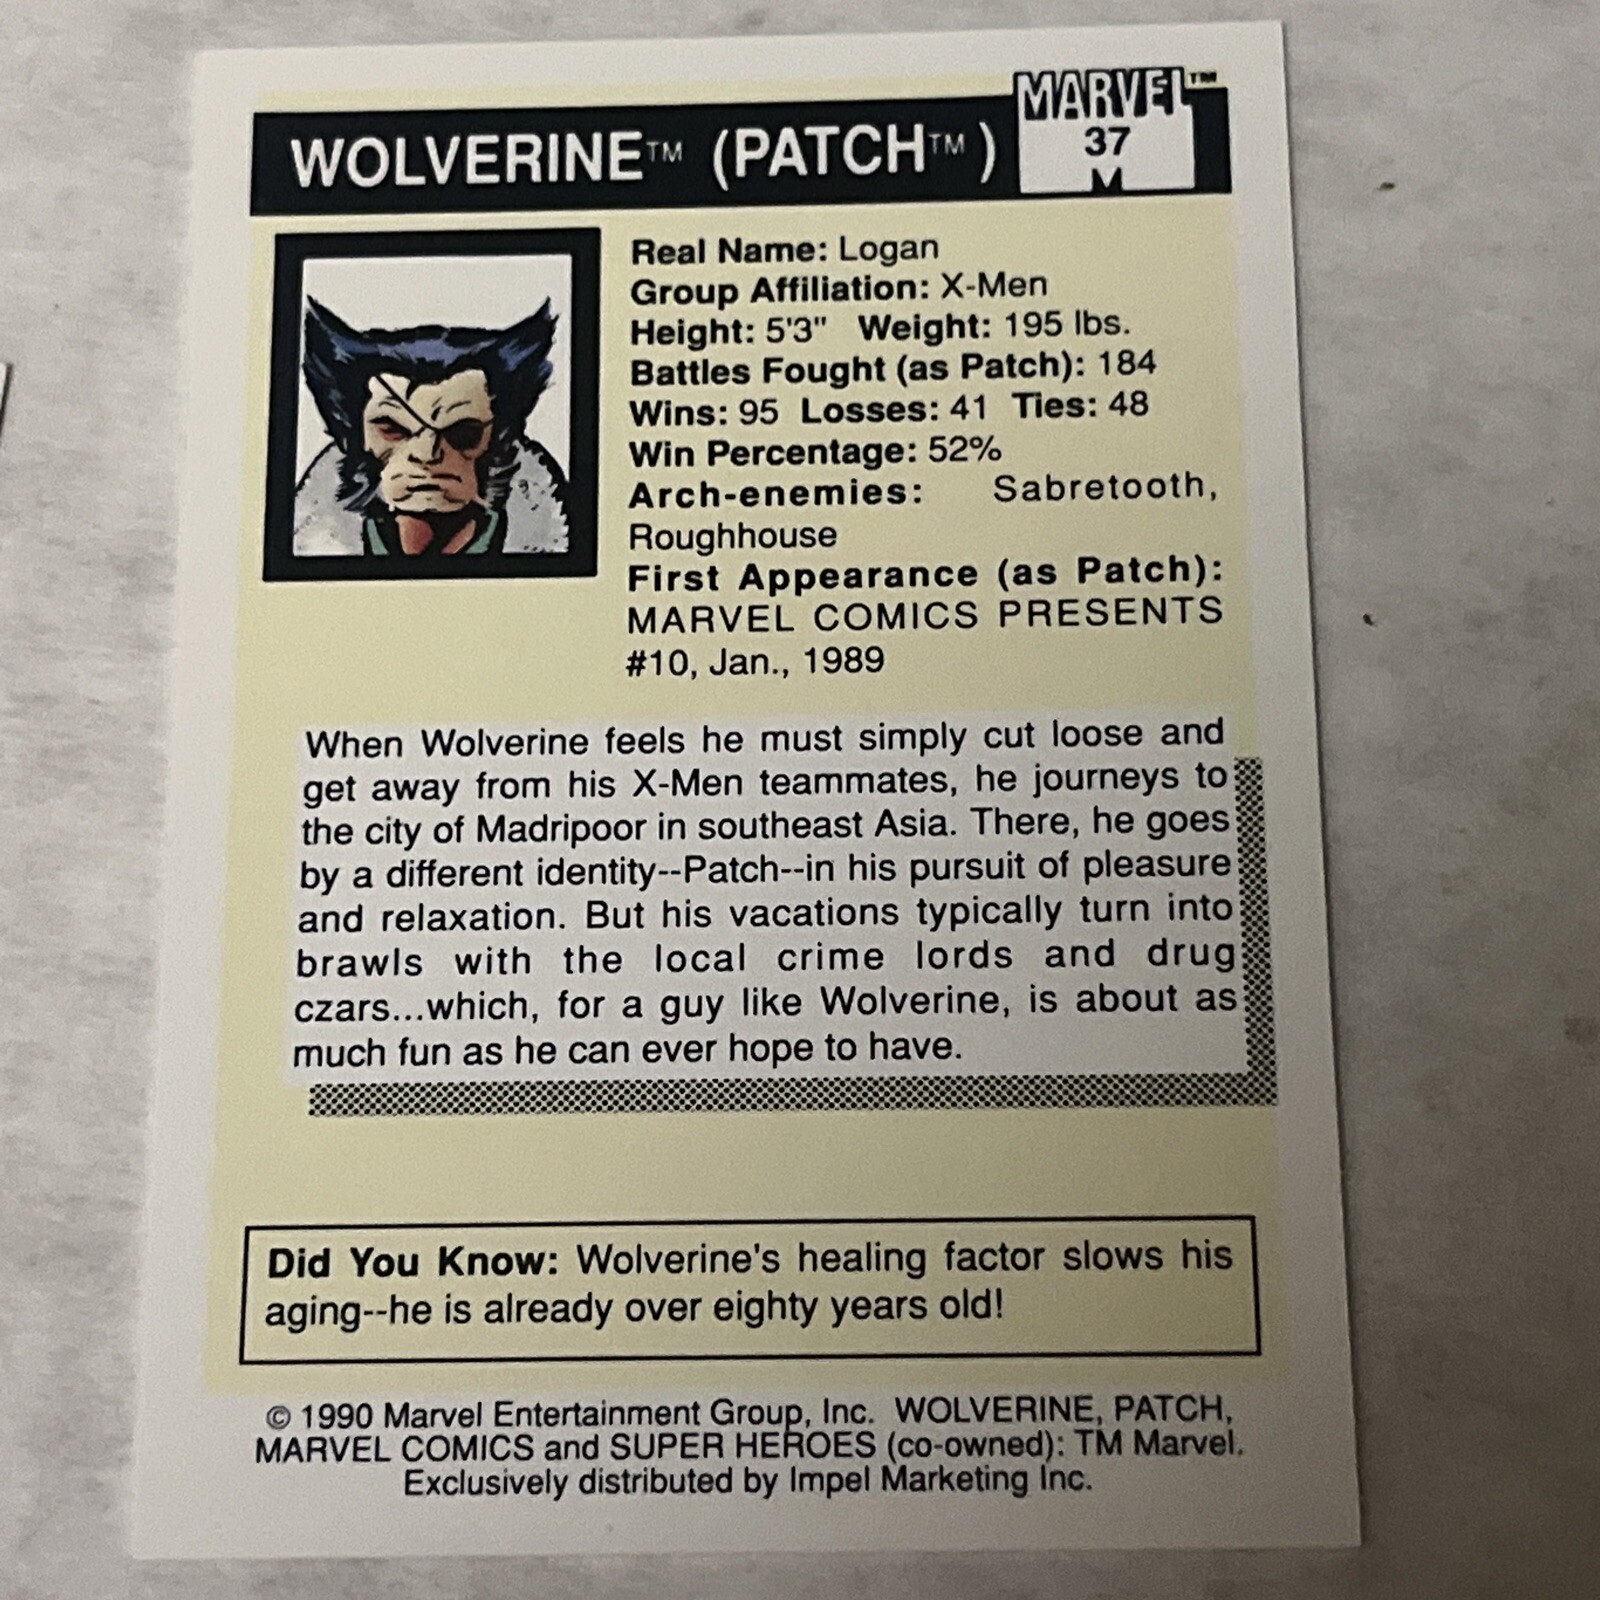 MARVEL™
WOLVERINE™ (PATCH™)
37
M
Real Name: Logan
Group Affiliation: X-Men
Height: 5'3" Weight: 195 lbs.
Battles Fought (as Patch): 184
Wins: 95 Losses: 41 Ties: 48
Win Percentage: 52%
Arch-enemies: Sabretooth,
Roughhouse
First Appearance (as Patch):
MARVEL COMICS PRESENTS
#10, Jan., 1989
When Wolverine feels he must simply cut loose and
get away from his X-Men teammates, he journeys to
the city of Madripoor in southeast Asia. There, he goes
by a different identity--Patch--in his pursuit of pleasure
and relaxation. But his vacations typically turn into
brawls with the local crime lords and drug
czars...which, for a guy like Wolverine, is about as
much fun as he can ever hope to have.
Did You Know: Wolverine's healing factor slows his
aging--he is already over eighty years old!
© 1990 Marvel Entertainment Group, Inc. WOLVERINE, PATCH,
MARVEL COMICS and SUPER HEROES (co-owned): TM Marvel.
Exclusively distributed by Impel Marketing Inc.